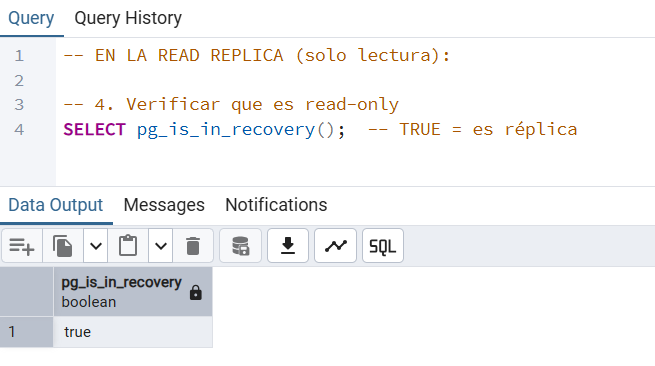 Query Query History
1 -- EN LA READ REPLICA (solo lectura):
2
3 -- 4. Verificar que es read-only
4 SELECT pg_is_in_recovery();  -- TRUE = es réplica
Data Output Messages Notifications
SQL
pg_is_in_recovery
boolean
1 true